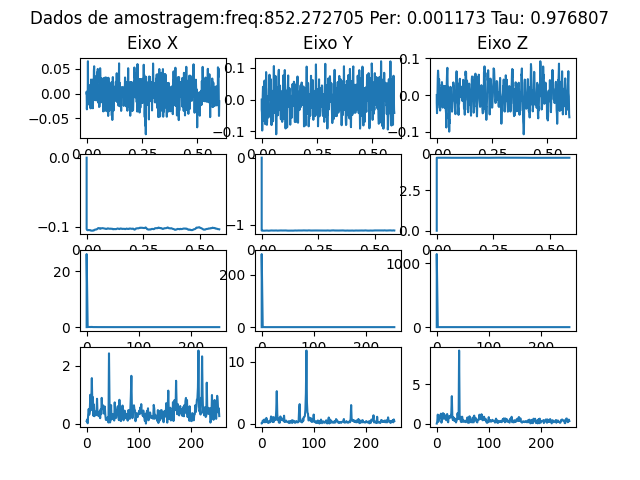 Dados de amostragem:freq:852.272705 Per: 0.001173 Tau: 0.976807
Eixo X Eixo Y Eixo Z
0.05 0.1 0.1
0.00 0.0 0.0
−0.05 −0.1 −0.1
0.00 0.25 0.50 0.00 0.25 0.50 0.00 0.25 0.50
0.0 0 2.5
−0.1 −1 0.0
0.00 0.25 0.50 0.00 0.25 0.50 0.00 0.25 0.50
20 200 1000
0 0 0
0 100 200 0 100 200 0 100 200
2 10 5
0 0 0
0 100 200 0 100 200 0 100 200